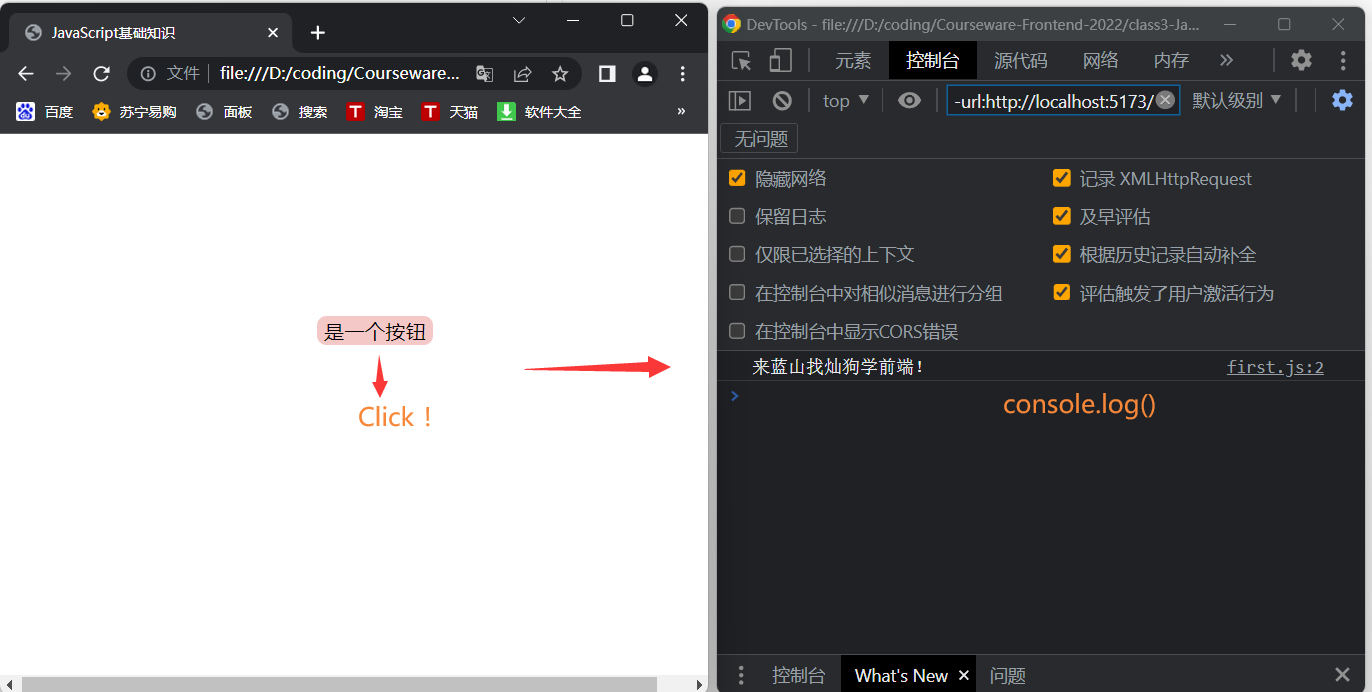 JavaScript基础知识
文件
file:///D:/coding/Courseware...
百度
苏宁易购
面板
搜索
T
淘宝
T
天猫
软件大全
»
是一个按钮
Click！
DevTools - file:///D:/coding/Courseware-Frontend-2022/class3-Ja...
元素
控制台
源代码
网络
内存
»
top
-url:http://localhost:5173/
默认级别
无问题
隐藏网络
记录 XMLHttpRequest
保留日志
及早评估
仅限已选择的上下文
根据历史记录自动补全
在控制台中对相似消息进行分组
评估触发了用户激活行为
在控制台中显示CORS错误
来蓝山找灿狗学前端！
first.js:2
console.log()
控制台
What's New
问题